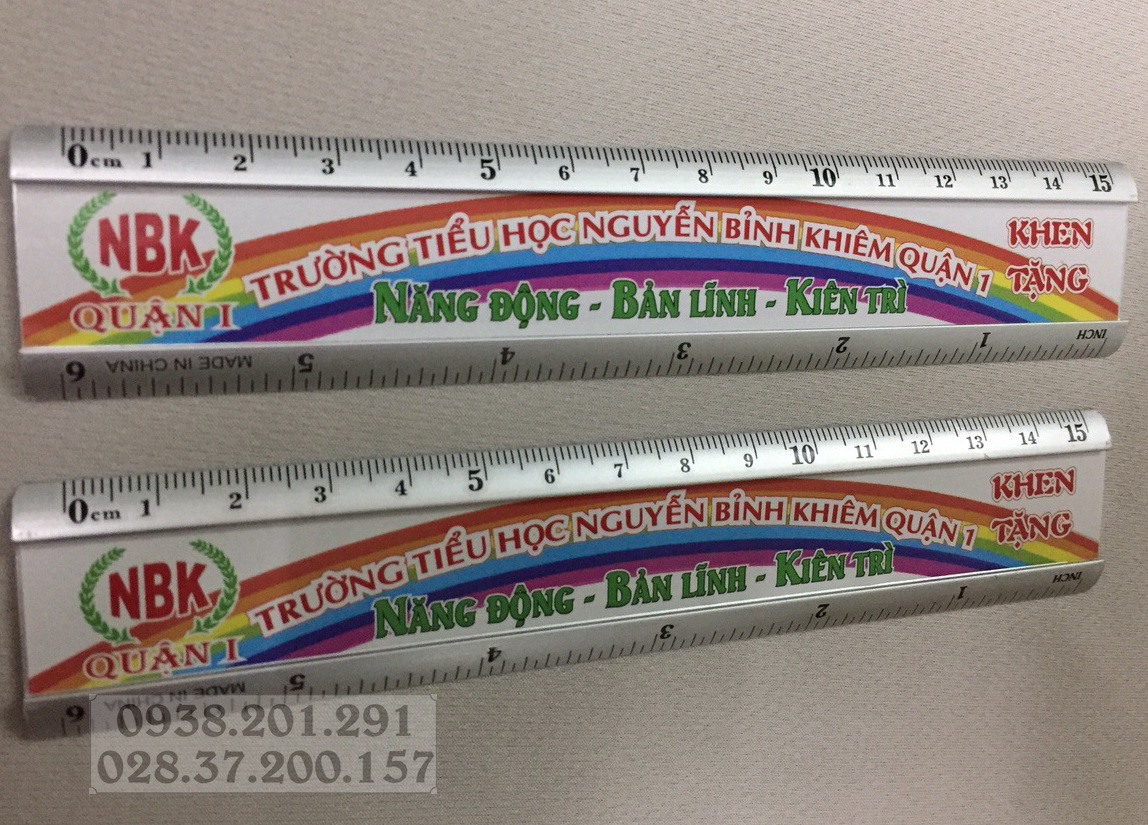 0cm 1 2 3 4 5 6 7 8 9 10 11 12 13 14 15
NBK
QUẬN I
TRƯỜNG TIỂU HỌC NGUYỄN BỈNH KHIÊM QUẬN 1
NĂNG ĐỘNG - BẢN LĨNH - KIÊN TRÌ
KHEN
TẶNG
6 MADE IN CHINA 5 4 3 2 1 INCH
0cm 1 2 3 4 5 6 7 8 9 10 11 12 13 14 15
NBK
QUẬN I
TRƯỜNG TIỂU HỌC NGUYỄN BỈNH KHIÊM QUẬN 1
NĂNG ĐỘNG - BẢN LĨNH - KIÊN TRÌ
KHEN
TẶNG
6 MADE IN CHINA 5 4 3 2 1 INCH
0938.201.291
028.37.200.157